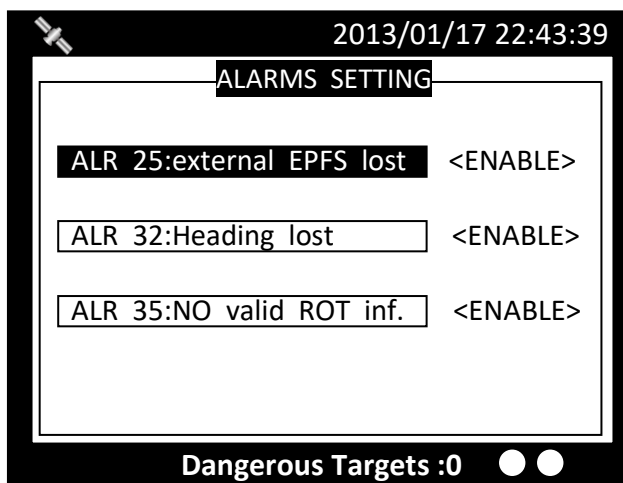 2013/01/17 22:43:39
ALARMS SETTING
ALR 25:external EPFS lost <ENABLE>
ALR 32:Heading lost <ENABLE>
ALR 35:NO valid ROT inf. <ENABLE>
Dangerous Targets :0